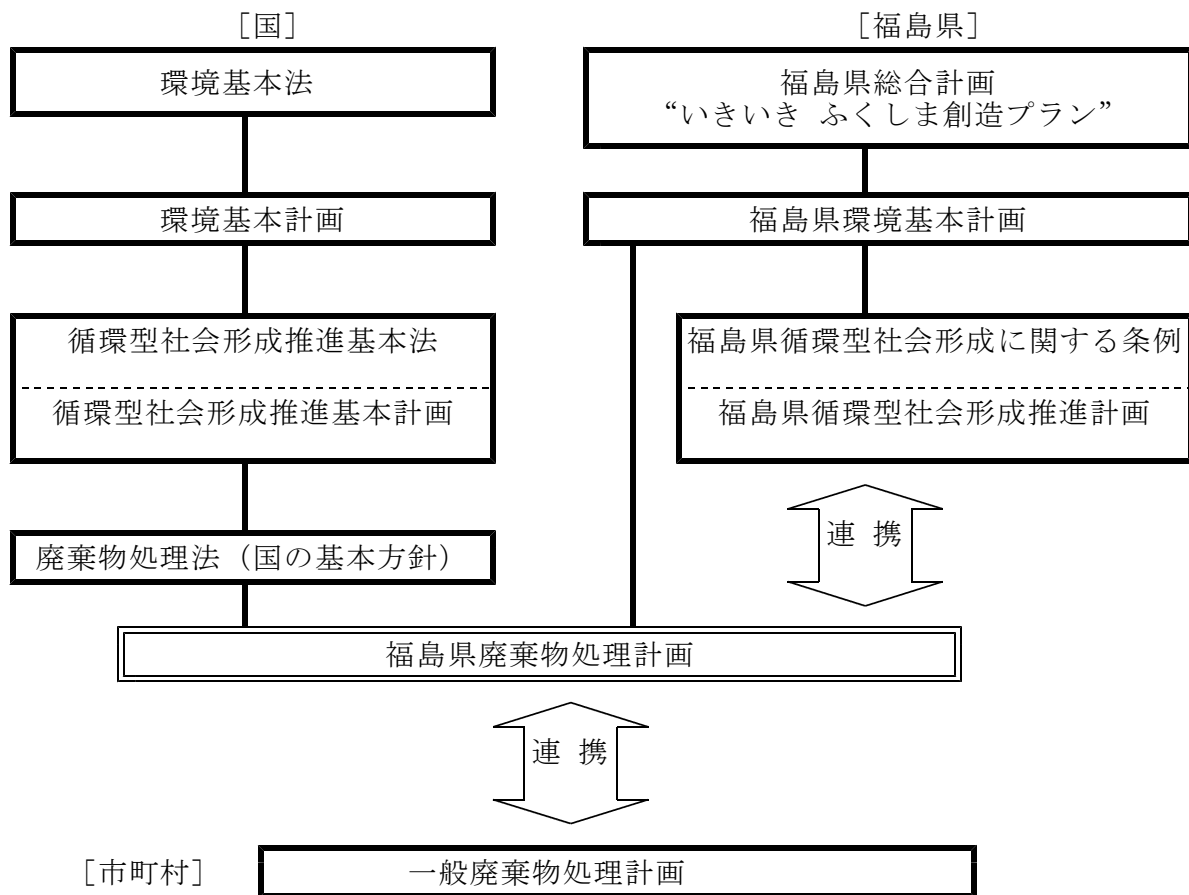 ［国］
［福島県］
環境基本法
福島県総合計画
“いきいき ふくしま創造プラン”
環境基本計画
福島県環境基本計画
循環型社会形成推進基本法
福島県循環型社会形成に関する条例
循環型社会形成推進基本計画
福島県循環型社会形成推進計画
連 携
廃棄物処理法（国の基本方針）
福島県廃棄物処理計画
連 携
［市町村］
一般廃棄物処理計画